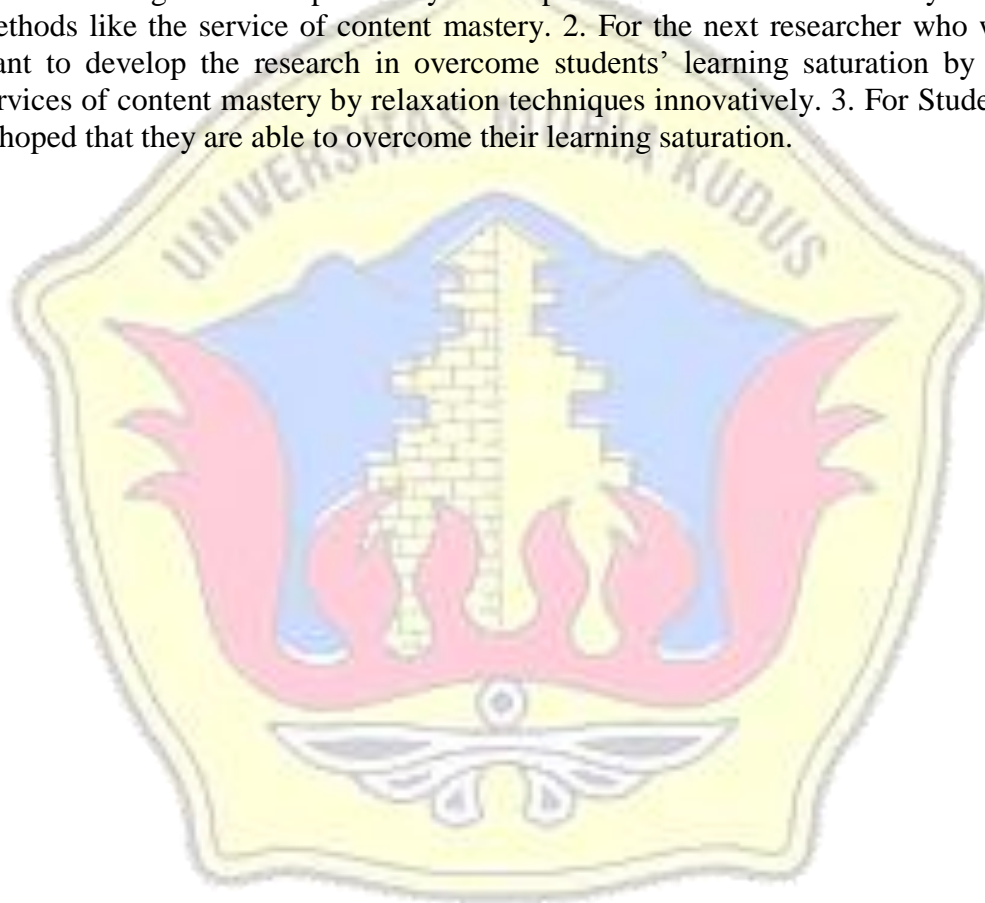 ethods like the service of content mastery. 2. For the next researcher who w
ant to develop the research in overcome students’ learning saturation by
rvices of content mastery by relaxation techniques innovatively. 3. For Stude
hoped that they are able to overcome their learning saturation.
UNIVERSITAS MURIA KUDUS